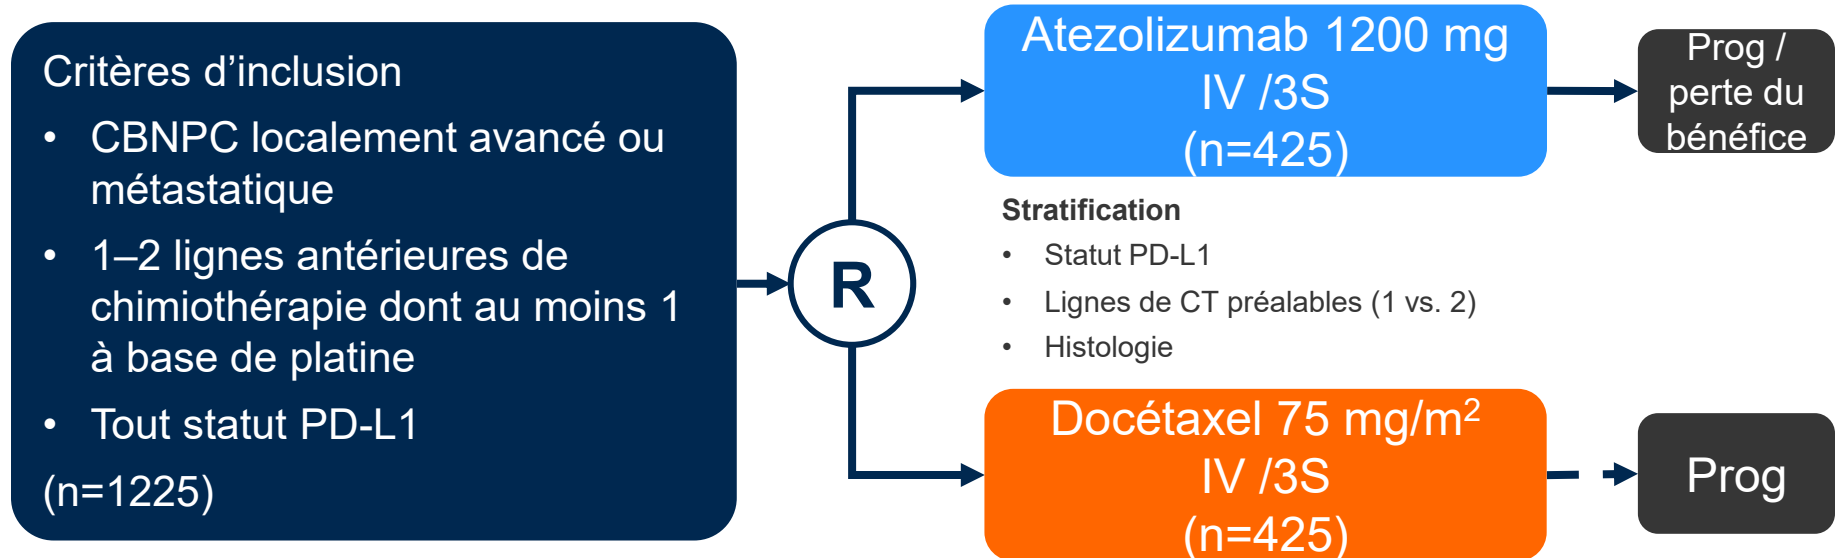 Critères d’inclusion
• CBNPC localement avancé ou
métastatique
• 1–2 lignes antérieures de
chimiothérapie dont au moins 1
à base de platine
• Tout statut PD-L1
(n=1225)
R
Atezolizumab 1200 mg
IV /3S
(n=425)
Prog /
perte du
bénéfice
Stratification
• Statut PD-L1
• Lignes de CT préalables (1 vs. 2)
• Histologie
Docétaxel 75 mg/m²
IV /3S
(n=425)
Prog